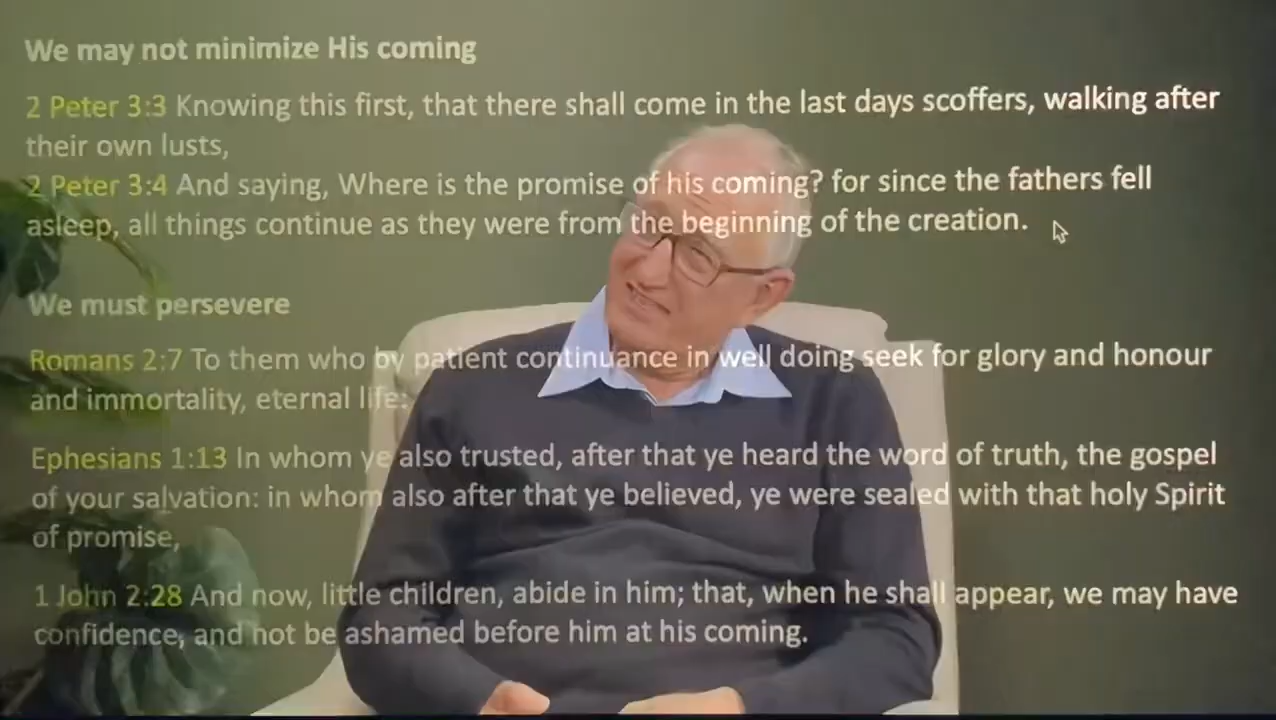 We may not minimize His coming
2 Peter 3:3 Knowing this first, that there shall come in the last days scoffers, walking after
their own lusts,
2 Peter 3:4 And saying, Where is the promise of his coming? for since the fathers fell
asleep, all things continue as they were from the beginning of the creation.
We must persevere
Romans 2:7 To them who by patient continuance in well doing seek for glory and honour
and immortality, eternal life:
Ephesians 1:13 In whom ye also trusted, after that ye heard the word of truth, the gospel
of your salvation: in whom also after that ye believed, ye were sealed with that holy Spirit
of promise,
1 John 2:28 And now, little children, abide in him; that, when he shall appear, we may have
confidence, and not be ashamed before him at his coming.